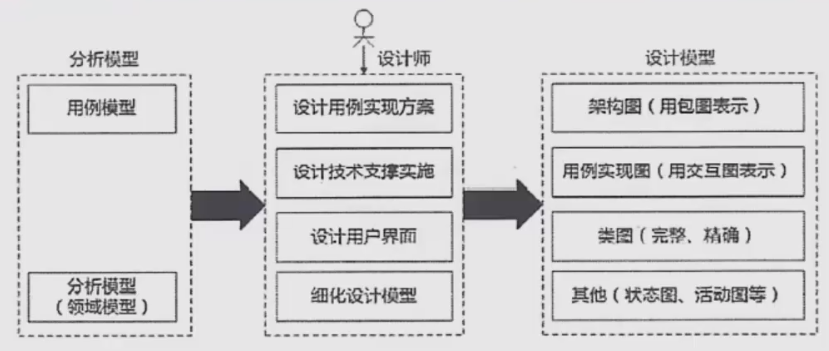 分析模型
设计师
设计模型
用例模型
设计用例实现方案
架构图（用包图表示）
设计技术支撑实施
用例实现图（用交互图表示）
设计用户界面
类图（完整、精确）
分析模型
（领域模型）
细化设计模型
其他（状态图、活动图等）